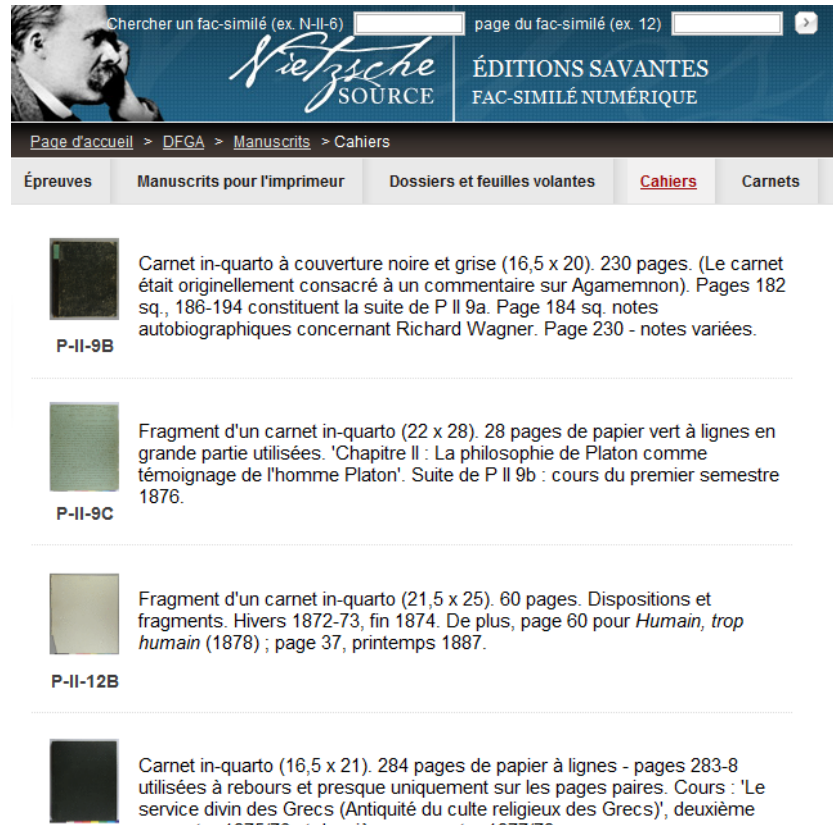 Chercher un fac-similé (ex. N-II-6) page du fac-similé (ex. 12)
Nietzsche
SOURCE
ÉDITIONS SAVANTES
FAC-SIMILÉ NUMÉRIQUE
Page d'accueil > DFGA > Manuscrits > Cahiers
Épreuves Manuscrits pour l'imprimeur Dossiers et feuilles volantes Cahiers Carnets
Carnet in-quarto à couverture noire et grise (16,5 x 20). 230 pages. (Le carnet
était originellement consacré à un commentaire sur Agamemnon). Pages 182
sq., 186-194 constituent la suite de P II 9a. Page 184 sq. notes
autobiographiques concernant Richard Wagner. Page 230 - notes variées.
P-II-9B
Fragment d'un carnet in-quarto (22 x 28). 28 pages de papier vert à lignes en
grande partie utilisées. 'Chapitre II : La philosophie de Platon comme
témoignage de l'homme Platon'. Suite de P II 9b : cours du premier semestre
1876.
P-II-9C
Fragment d'un carnet in-quarto (21,5 x 25). 60 pages. Dispositions et
fragments. Hivers 1872-73, fin 1874. De plus, page 60 pour Humain, trop
humain (1878) ; page 37, printemps 1887.
P-II-12B
Carnet in-quarto (16,5 x 21). 284 pages de papier à lignes - pages 283-8
utilisées à rebours et presque uniquement sur les pages paires. Cours : 'Le
service divin des Grecs (Antiquité du culte religieux des Grecs)', deuxième